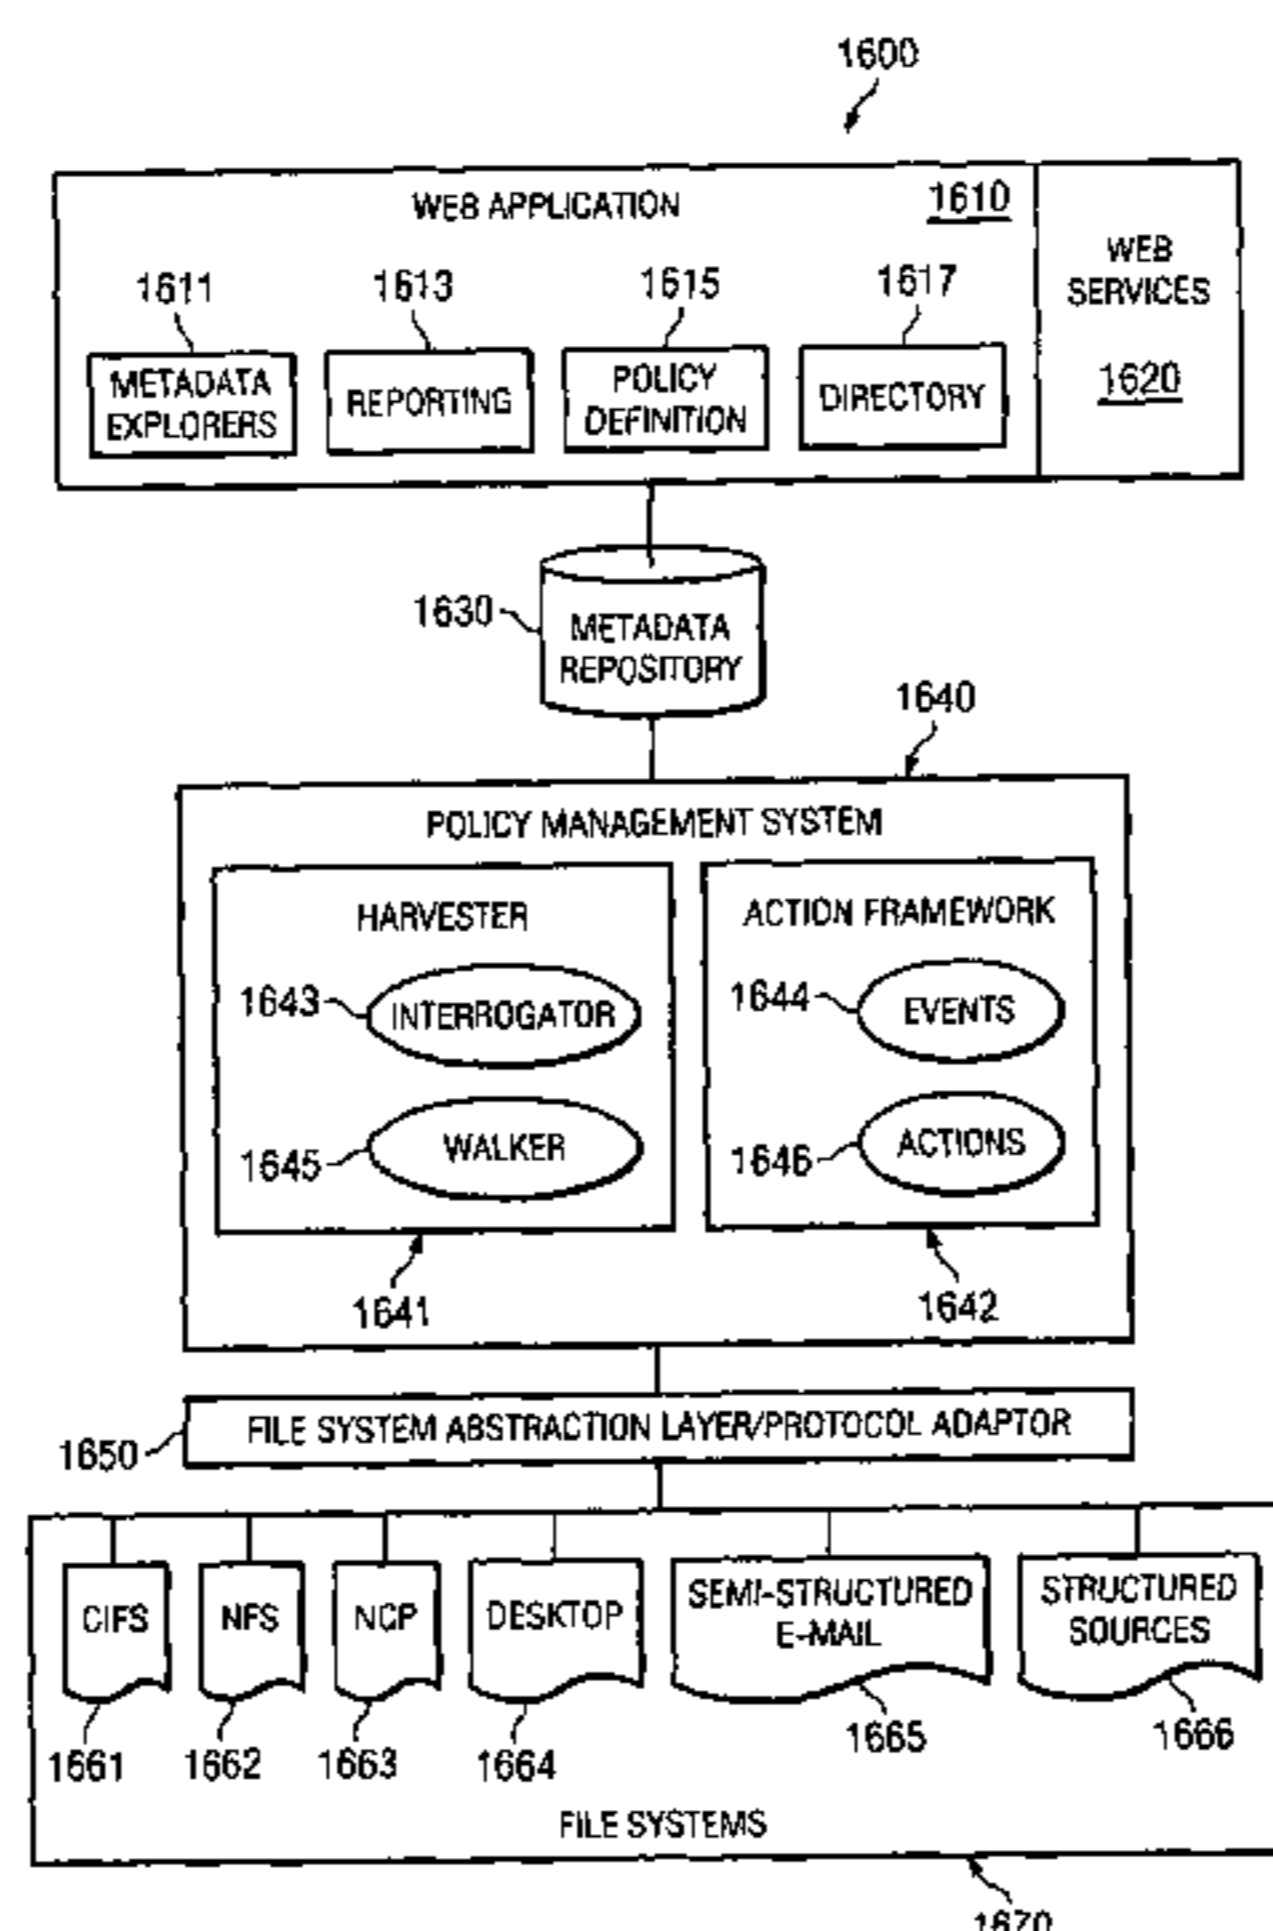 1600
WEB APPLICATION
1610
WEB
SERVICES
1620
1611
1613
1615
1617
METADATA
EXPLORERS
REPORTING
POLICY
DEFINITION
DIRECTORY
1630
METADATA
REPOSITORY
1640
POLICY MANAGEMENT SYSTEM
HARVESTER
1643
INTERROGATOR
1645
WALKER
1641
ACTION FRAMEWORK
1644
EVENTS
1646
ACTIONS
1642
FILE SYSTEM ABSTRACTION LAYER/PROTOCOL ADAPTOR
1650
CIFS
NFS
NCP
DESKTOP
SEMI-STRUCTURED
E-MAIL
STRUCTURED
SOURCES
1661
1662
1663
1664
1665
1666
FILE SYSTEMS
1670